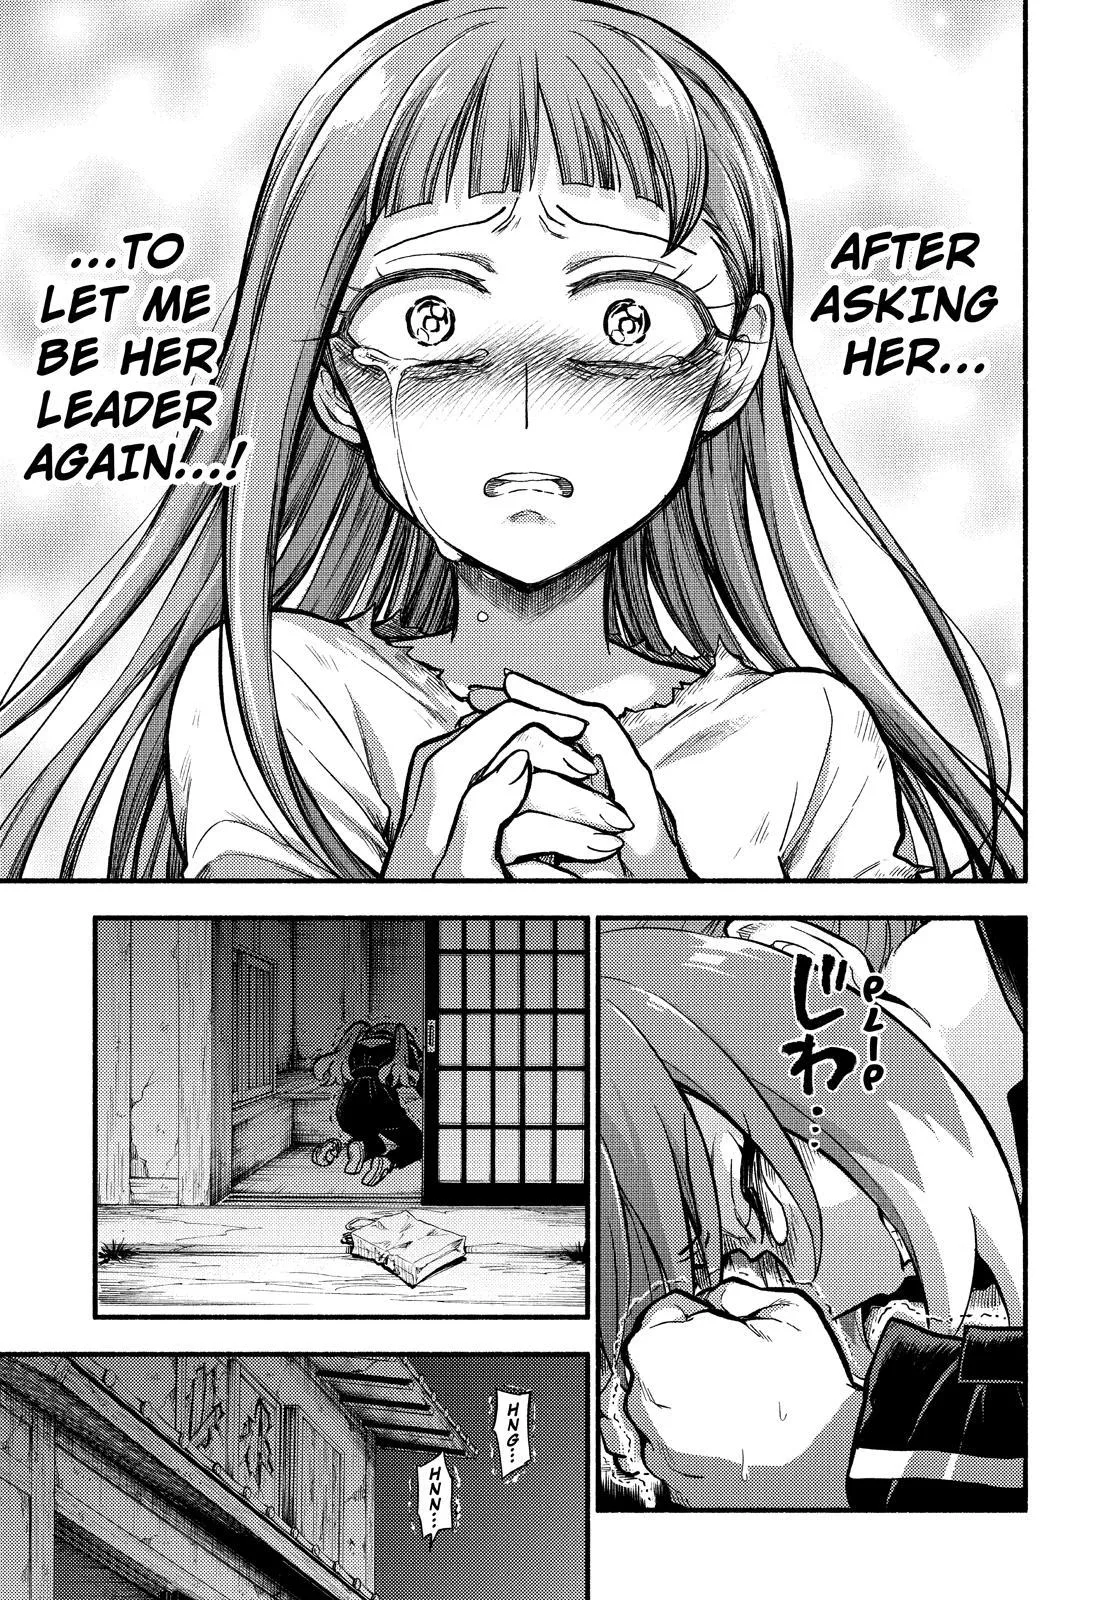 AFTER
ASKING
HER...
...TO
LET ME
BE HER
LEADER
AGAIN...!
じわ...
PLIP
HNG...
HNN...